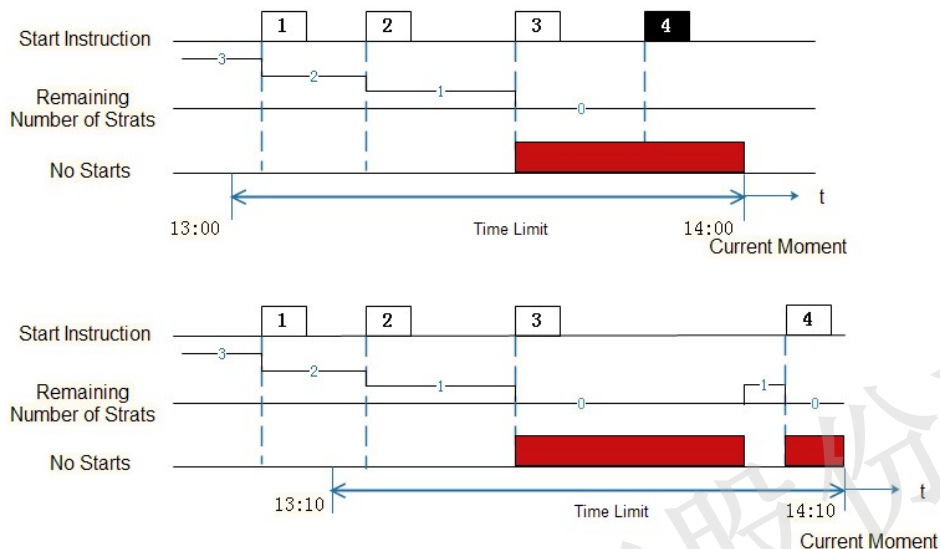 1 2 3 4
Start Instruction
3 2 1 0
Remaining
Number of Strats
No Starts
t
13:00 Time Limit 14:00
Current Moment
1 2 3 4
Start Instruction
3 2 1 0 1 0
Remaining
Number of Strats
No Starts
t
13:10 Time Limit 14:10
Current Moment
股份